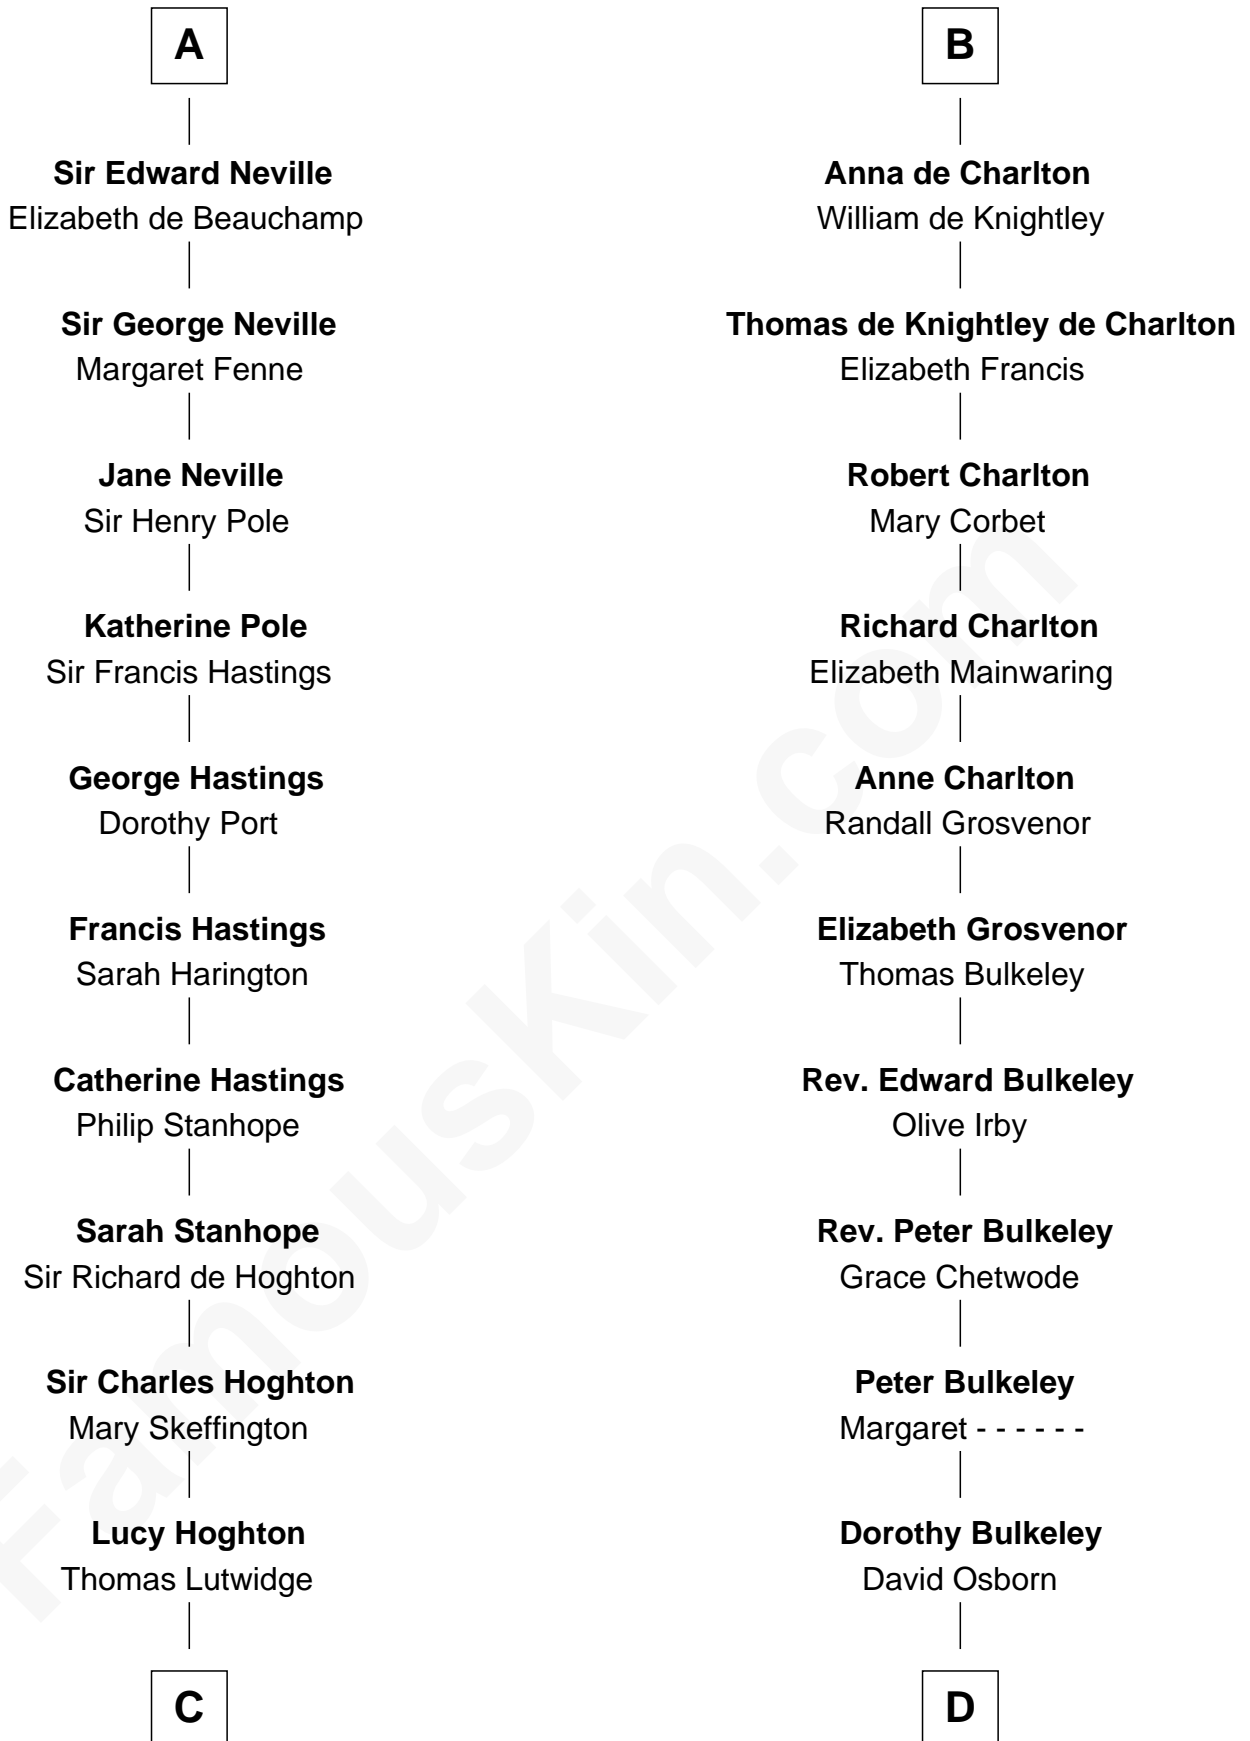 A
Sir Edward Neville
Elizabeth de Beauchamp
Sir George Neville
Margaret Fenne
Jane Neville
Sir Henry Pole
Katherine Pole
Sir Francis Hastings
George Hastings
Dorothy Port
Francis Hastings
Sarah Harington
Catherine Hastings
Philip Stanhope
Sarah Stanhope
Sir Richard de Hoghton
Sir Charles Hoghton
Mary Skeffington
Lucy Hoghton
Thomas Lutwidge
C
B
Anna de Charlton
William de Knightley
Thomas de Knightley de Charlton
Elizabeth Francis
Robert Charlton
Mary Corbet
Richard Charlton
Elizabeth Mainwaring
Anne Charlton
Randall Grosvenor
Elizabeth Grosvenor
Thomas Bulkeley
Rev. Edward Bulkeley
Olive Irby
Rev. Peter Bulkeley
Grace Chetwode
Peter Bulkeley
Margaret - - - - - -
Dorothy Bulkeley
David Osborn
D
FamousKin.com